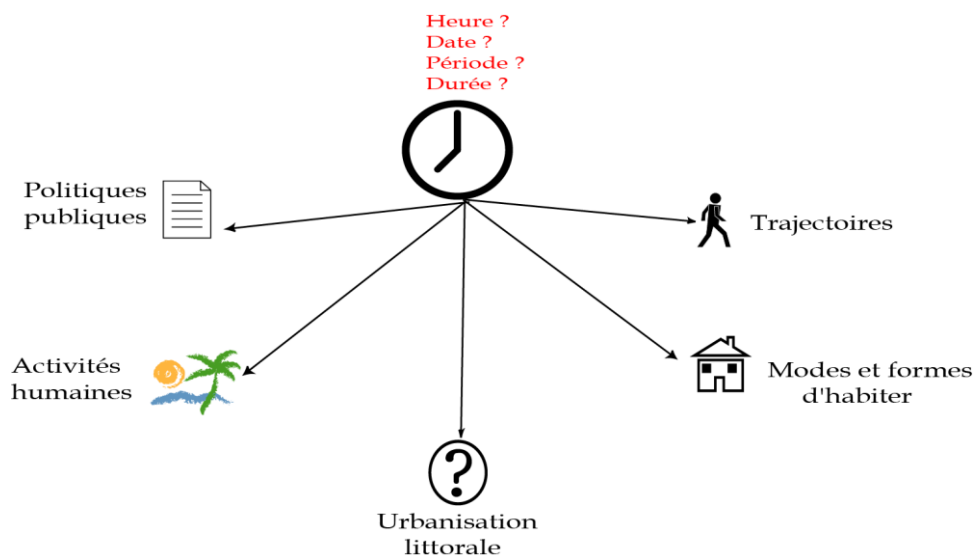 Heure ?
Date ?
Période ?
Durée ?
Politiques
publiques
Trajectoires
Activités
humaines
Modes et formes
d'habiter
?
Urbanisation
littorale